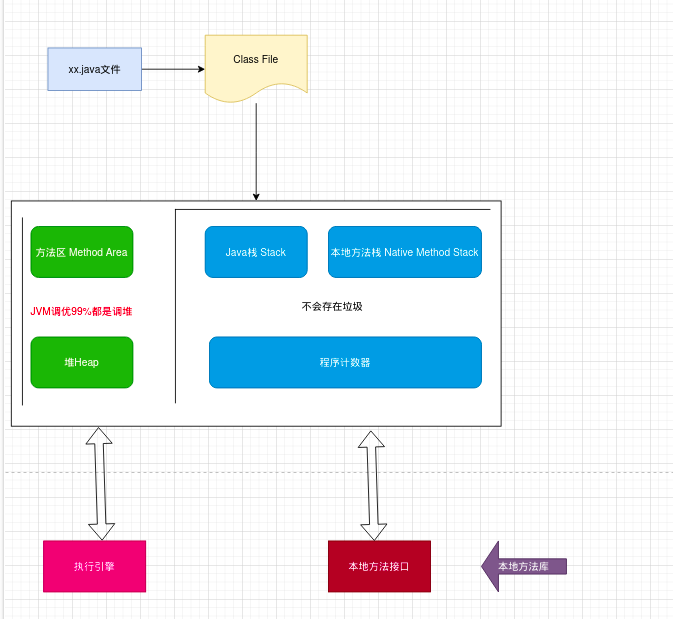 xx.java文件
Class File
方法区 Method Area
Java栈 Stack
本地方法栈 Native Method Stack
JVM调优99%都是调堆
不会存在垃圾
堆Heap
程序计数器
执行引擎
本地方法接口
本地方法库